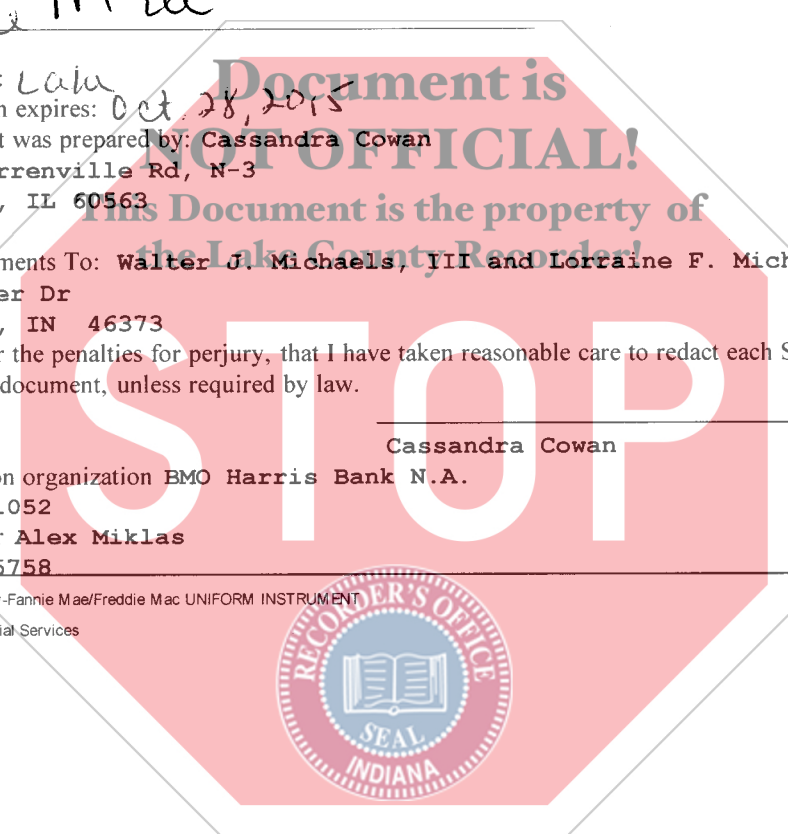 Lake
n expires: Oct. 28, 2015
t was prepared by: Cassandra Cowan
rrenville Rd, N-3
, IL 60563
ments To: Walter J. Michaels, III and Lorraine F. Mich
er Dr
, IN 46373
r the penalties for perjury, that I have taken reasonable care to redact each S
document, unless required by law.
Cassandra Cowan
on organization BMO Harris Bank N.A.
1052
r Alex Miklas
5758
-Fannie Mae/Freddie Mac UNIFORM INSTRUMENT
ial Services
Document is
NOT OFFICIAL!
This Document is the property of
the Lake County Recorder!
STOP
RECORDER'S OFFICE
SEAL
INDIANA